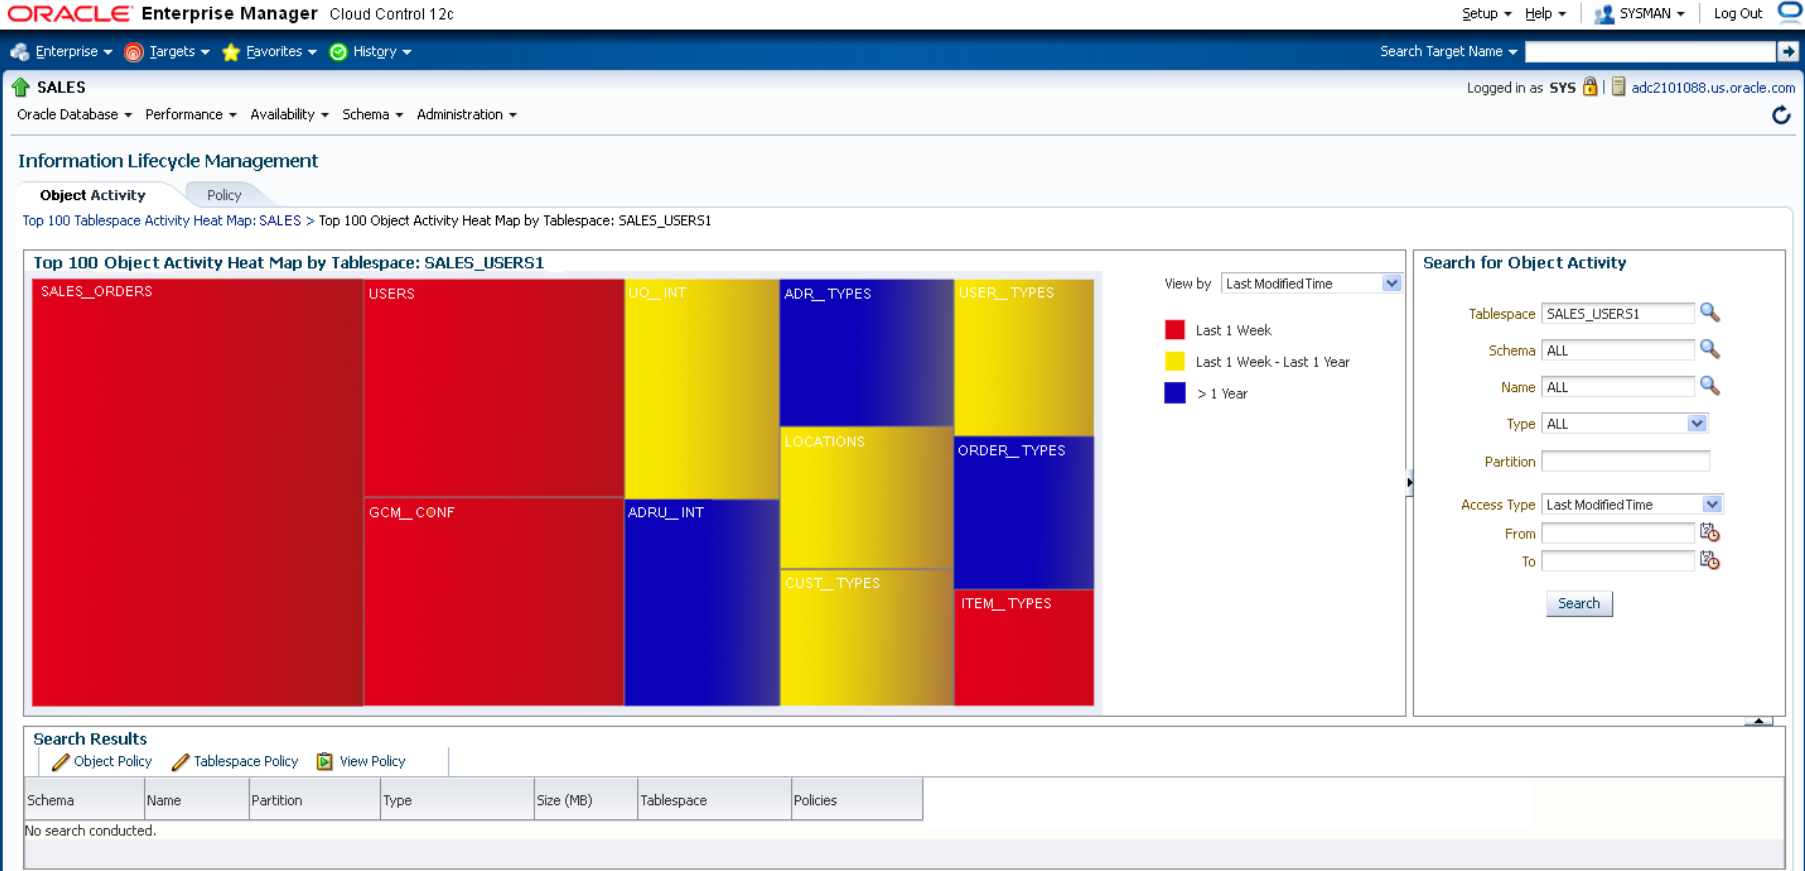 ORACLE Enterprise Manager Cloud Control 12c
Setup Help SYSMAN Log Out
Enterprise Targets Favorites History Search Target Name
SALES
Logged in as SYS adc2101088.us.oracle.com
Oracle Database Performance Availability Schema Administration
Information Lifecycle Management
Object Activity Policy
Top 100 Tablespace Activity Heat Map: SALES > Top 100 Object Activity Heat Map by Tablespace: SALES_USERS1
Top 100 Object Activity Heat Map by Tablespace: SALES_USERS1
SALES_ORDERS
USERS
GCM_CONF
UO_INT
ADRU_INT
ADR_TYPES
LOCATIONS
CUST_TYPES
USER_TYPES
ORDER_TYPES
ITEM_TYPES
View by Last Modified Time
Last 1 Week
Last 1 Week - Last 1 Year
> 1 Year
Search for Object Activity
Tablespace SALES_USERS1
Schema ALL
Name ALL
Type ALL
Partition
Access Type Last Modified Time
From
To
Search
Search Results
Object Policy Tablespace Policy View Policy
Schema Name Partition Type Size (MB) Tablespace Policies
No search conducted.